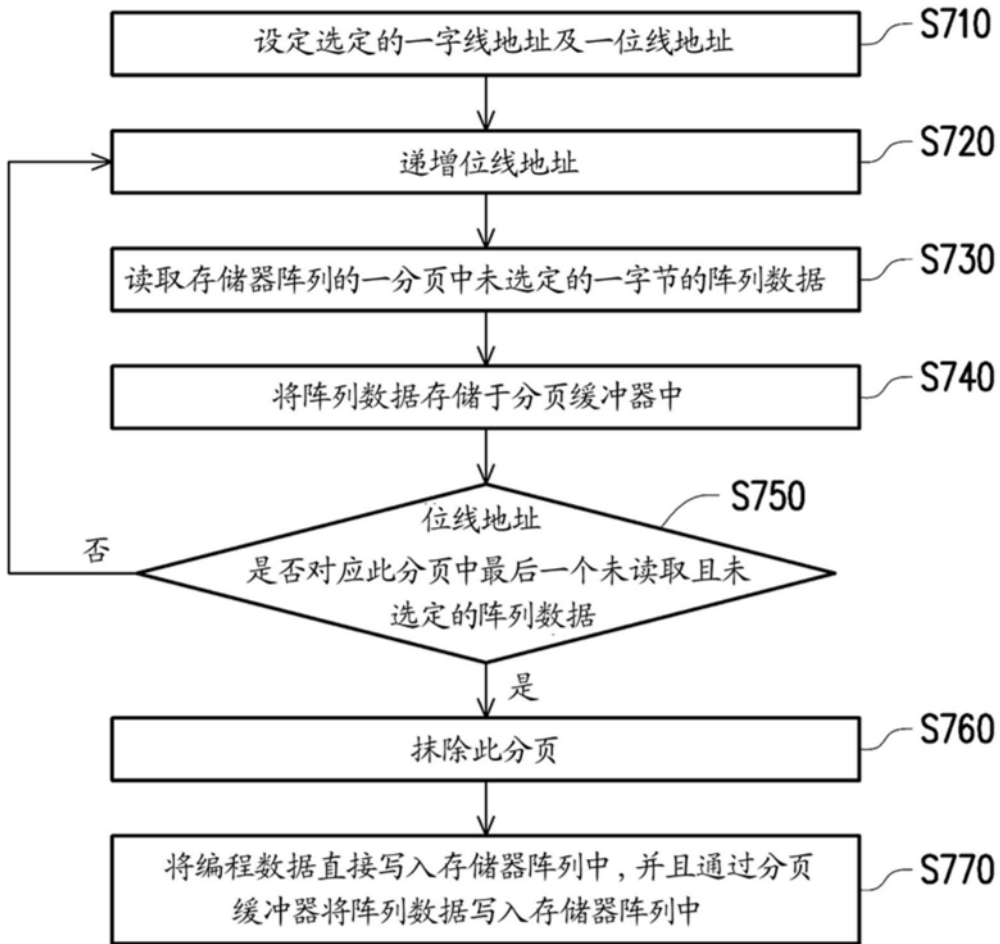 设定选定的一字线地址及一位线地址
S710
递增位线地址
S720
读取存储器阵列的一分页中未选定的一字节的阵列数据
S730
将阵列数据存储于分页缓冲器中
S740
S750
位线地址
是否对应此分页中最后一个未读取且未
选定的阵列数据
否
是
抹除此分页
S760
将编程数据直接写入存储器阵列中，并且通过分页
缓冲器将阵列数据写入存储器阵列中
S770